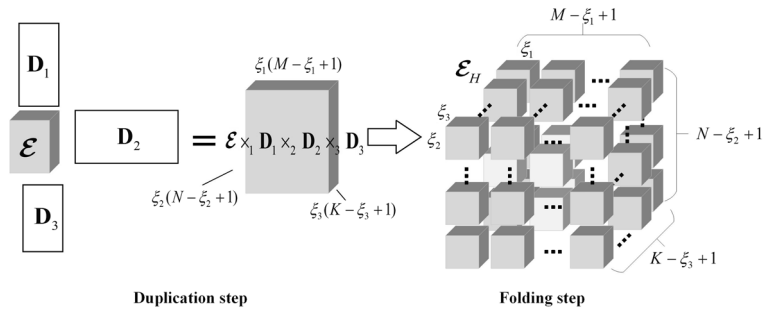 D₁
ℰ
D₂
D₃
=
ξ₁(M−ξ₁+1)
ℰ×₁ D₁×₂ D₂×₃ D₃
ξ₂(N−ξ₂+1)
ξ₃(K−ξ₃+1)
M−ξ₁+1
ξ₁
ℰ_H
ξ₃
ξ₂
N−ξ₂+1
K−ξ₃+1
Duplication step
Folding step